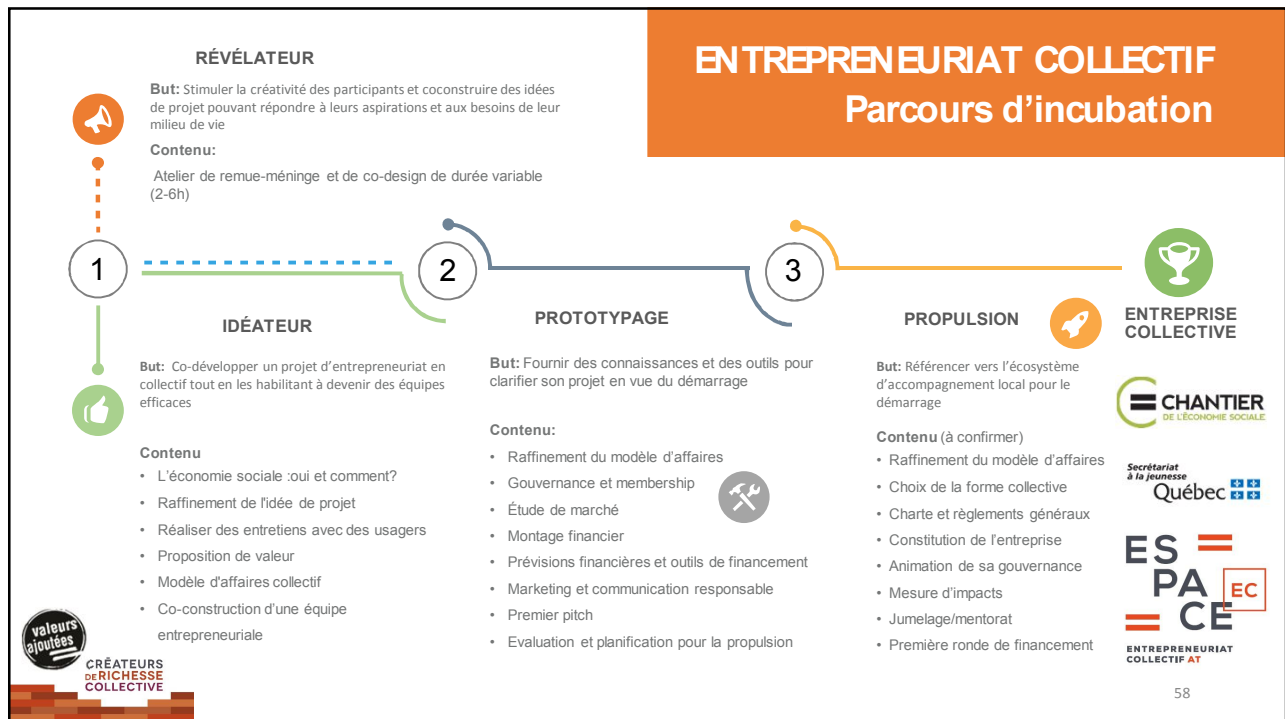 ENTREPRENEURIAT COLLECTIF
Parcours d’incubation
RÉVÉLATEUR
But: Stimuler la créativité des participants et coconstruire des idées
de projet pouvant répondre à leurs aspirations et aux besoins de leur
milieu de vie
Contenu:
Atelier de remue-méninge et de co-design de durée variable
(2-6h)
1
2
3
IDÉATEUR
But: Co-développer un projet d’entrepreneuriat en
collectif tout en les habilitant à devenir des équipes
efficaces
Contenu
• L’économie sociale :oui et comment?
• Raffinement de l'idée de projet
• Réaliser des entretiens avec des usagers
• Proposition de valeur
• Modèle d'affaires collectif
• Co-construction d’une équipe
entrepreneuriale
PROTOTYPAGE
But: Fournir des connaissances et des outils pour
clarifier son projet en vue du démarrage
Contenu:
• Raffinement du modèle d’affaires
• Gouvernance et membership
• Étude de marché
• Montage financier
• Prévisions financières et outils de financement
• Marketing et communication responsable
• Premier pitch
• Evaluation et planification pour la propulsion
PROPULSION
But: Référencer vers l’écosystème
d’accompagnement local pour le
démarrage
Contenu (à confirmer)
• Raffinement du modèle d’affaires
• Choix de la forme collective
• Charte et règlements généraux
• Constitution de l’entreprise
• Animation de sa gouvernance
• Mesure d’impacts
• Jumelage/mentorat
• Première ronde de financement
ENTREPRISE
COLLECTIVE
CHANTIER
DE L'ÉCONOMIE SOCIALE
Secrétariat
à la jeunesse
Québec
ES
PA
EC
CE
ENTREPRENEURIAT
COLLECTIF AT
valeurs
ajoutées
CRÉATEURS
DE RICHESSE
COLLECTIVE
58